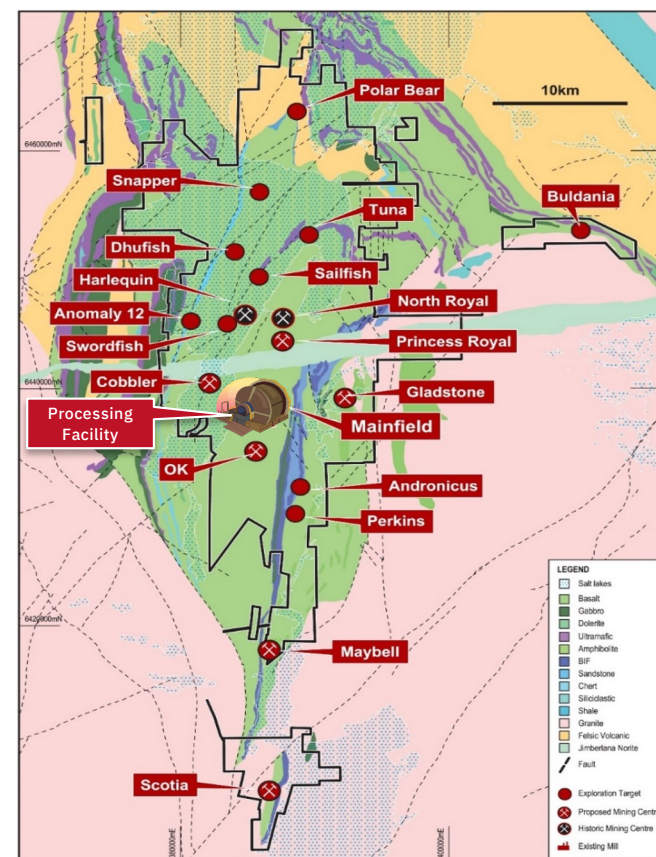 Polar Bear
10km
6460000mN
Snapper
Buldania
Tuna
Dhufish
Harlequin
Sailfish
Anomaly 12
North Royal
Swordfish
Princess Royal
Cobbler
6440000mN
Gladstone
Processing
Facility
Mainfield
OK
Andronicus
Perkins
LEGEND
Salt lakes
Basalt
Gabbro
Dolerite
Ultramafic
Amphibolite
BIF
Sandstone
Chert
Siliciclastic
Shale
Granite
Felsic Volcanic
Jimberlana Norite
Fault
Exploration Target
Proposed Mining Centr
Historic Mining Centre
Existing Mill
6420000mN
Maybell
Scotia